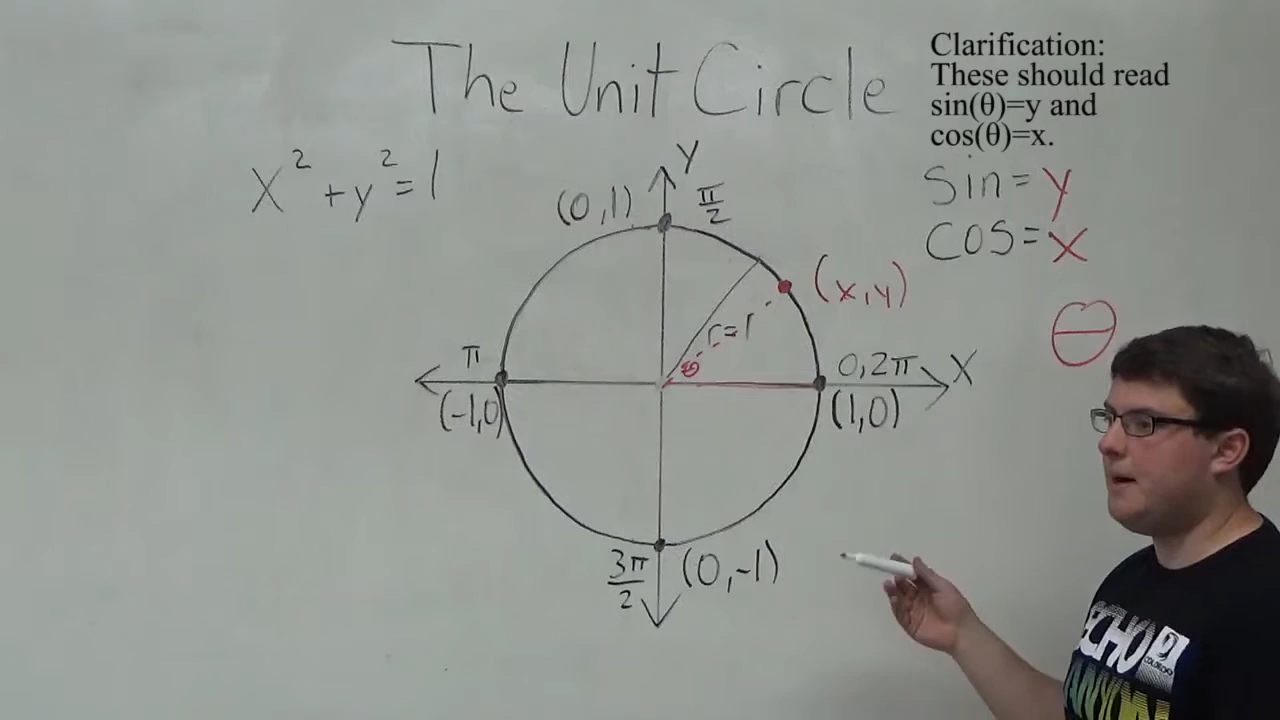 The Unit Circle
Clarification:
These should read
sin(θ)=y and
cos(θ)=x.
x² + y² = 1
Sin = y
COS = x
y
(0,1)
π/2
(x,y)
r=1
θ
θ
π
(-1,0)
0,2π
X
(1,0)
3π/2
(0,-1)
ECHO